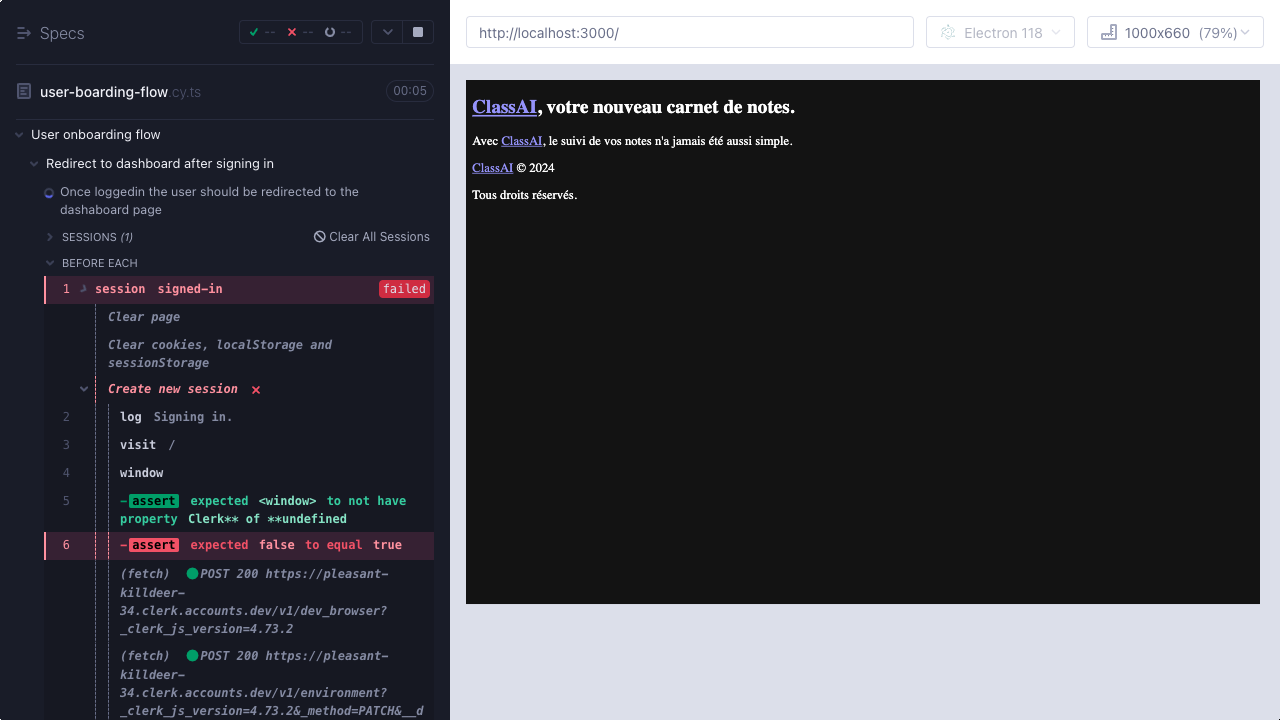 Specs
-- -- --
user-boarding-flow.cy.ts 00:05
User onboarding flow
Redirect to dashboard after signing in
Once loggedin the user should be redirected to the
dashaboard page
SESSIONS (1) Clear All Sessions
BEFORE EACH
1 session signed-in failed
Clear page
Clear cookies, localStorage and
sessionStorage
Create new session
2 log Signing in.
3 visit /
4 window
5 -assert expected <window> to not have
property Clerk** of **undefined
6 -assert expected false to equal true
(fetch) POST 200 https://pleasant-
killdeer-
34.clerk.accounts.dev/v1/dev_browser?
_clerk_js_version=4.73.2
(fetch) POST 200 https://pleasant-
killdeer-
34.clerk.accounts.dev/v1/environment?
_clerk_js_version=4.73.2&_method=PATCH&__d
http://localhost:3000/ Electron 118 1000x660 (79%)
ClassAI, votre nouveau carnet de notes.
Avec ClassAI, le suivi de vos notes n'a jamais été aussi simple.
ClassAI © 2024
Tous droits réservés.